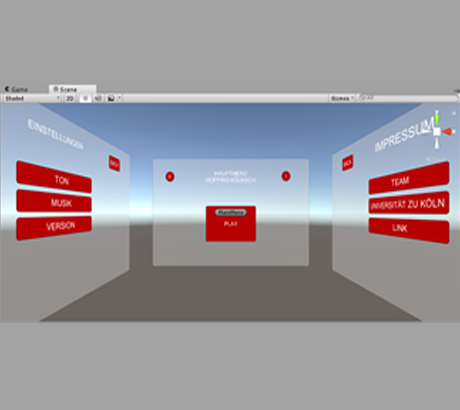 Game
Scene
Shaded
2D
Gizmos
EINSTELLUNGEN
BACK
TON
MUSIK
VERSION
HAUPTMENÜ
PLAY
IMPRESSUM
BACK
TEAM
UNIVERSITÄT ZU KÖLN
LINK